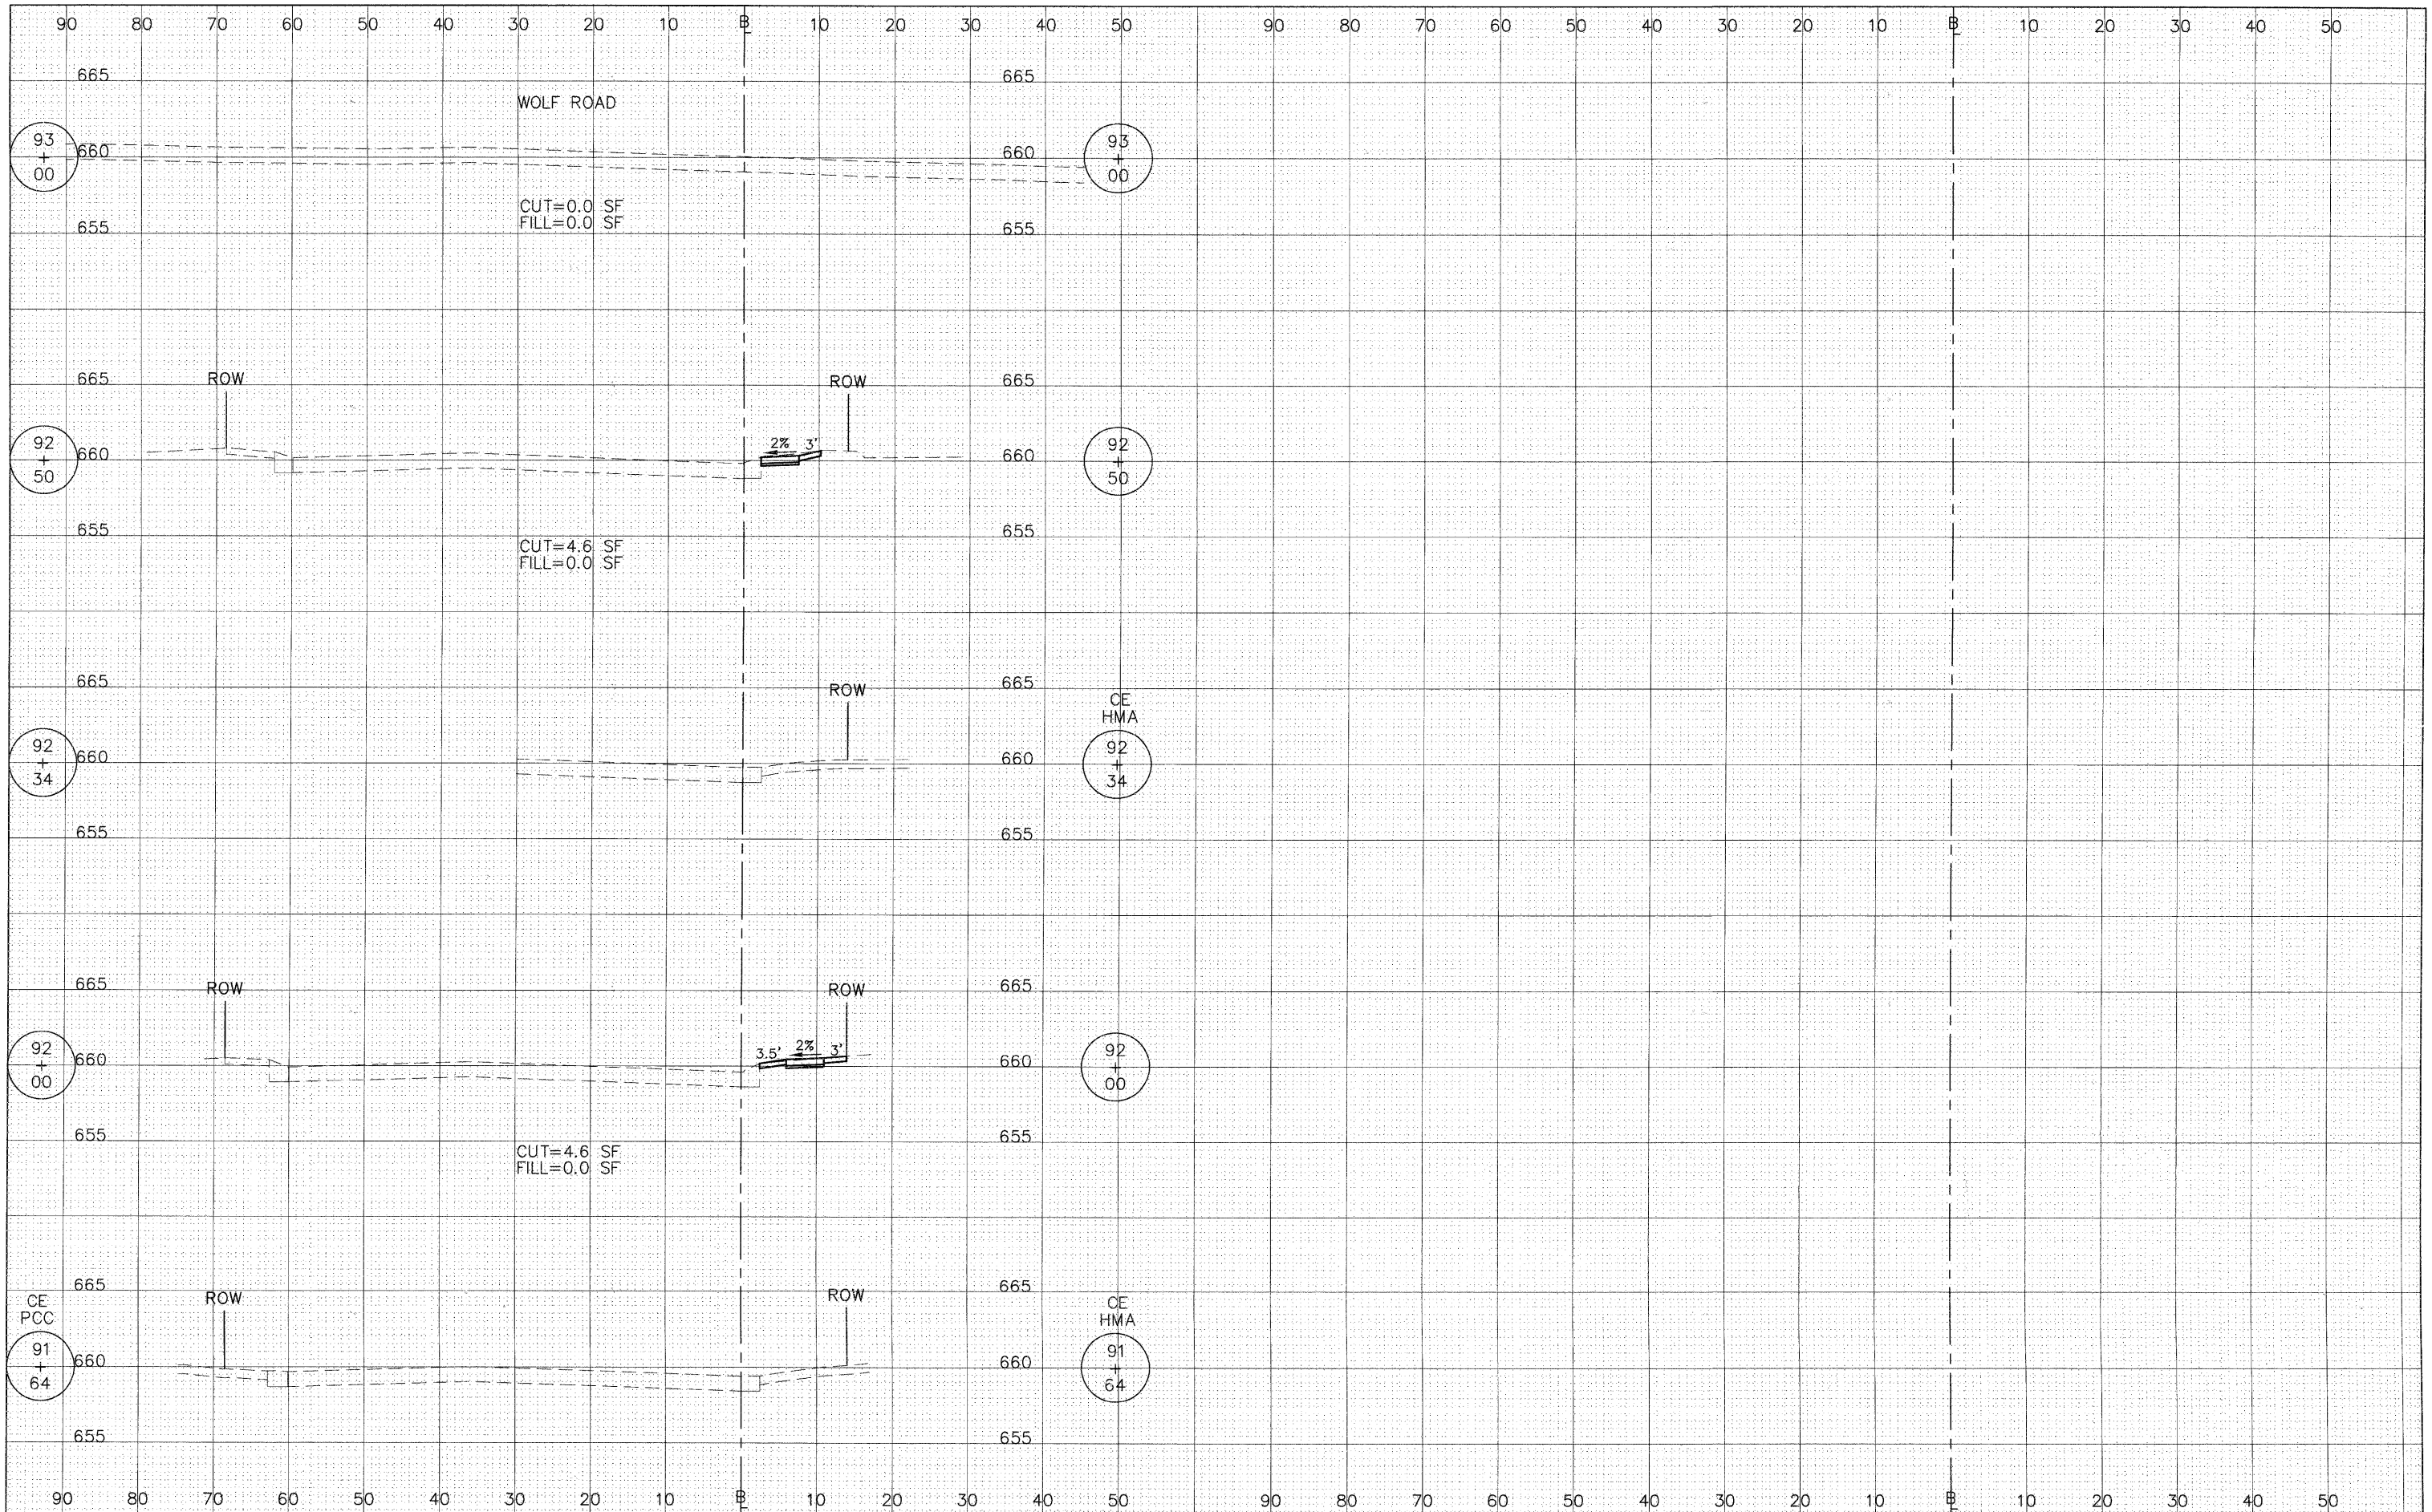 90 80 70 60 50 40 30 20 10 BL 10 20 30 40 50 90 80 70 60 50 40 30 20 10 BL 10 20 30 40 50
665 665
WOLF ROAD
93 + 00 660 660 93 + 00
CUT=0.0 SF
FILL=0.0 SF
655 655
ROW 665 ROW 665
2% 3'
92 + 50 660 660 92 + 50
655 655
CUT=4.6 SF
FILL=0.0 SF
665 ROW 665
CE
HMA
92 + 34 660 660 92 + 34
655 655
ROW 665 ROW 665
3.5' 2% 3'
92 + 00 660 660 92 + 00
655 655
CUT=4.6 SF
FILL=0.0 SF
665 665
CE
PCC
ROW ROW
CE
HMA
91 + 64 660 660 91 + 64
655 655
90 80 70 60 50 40 30 20 10 BL 10 20 30 40 50 90 80 70 60 50 40 30 20 10 BL 10 20 30 40 50